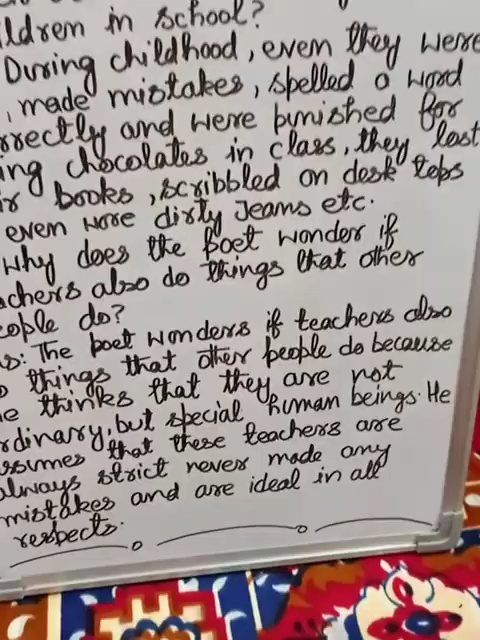 ildrem in school?
During childhood, even they were
, made mistakes, spelled a word
rrectly and were punished for
ing chocolates in class, they lost
ir books, scribbled on desk tops
even wore dirty Jeams etc.
why does the Poet wonder if
achers also do things that other
eople do?
s: The poet wonders if teachers also
o things that other people do because
e thinks that they are not
rdinary, but special human beings. He
ssumes that these teachers are
always strict never made any
mistakes and are ideal in all
respects.